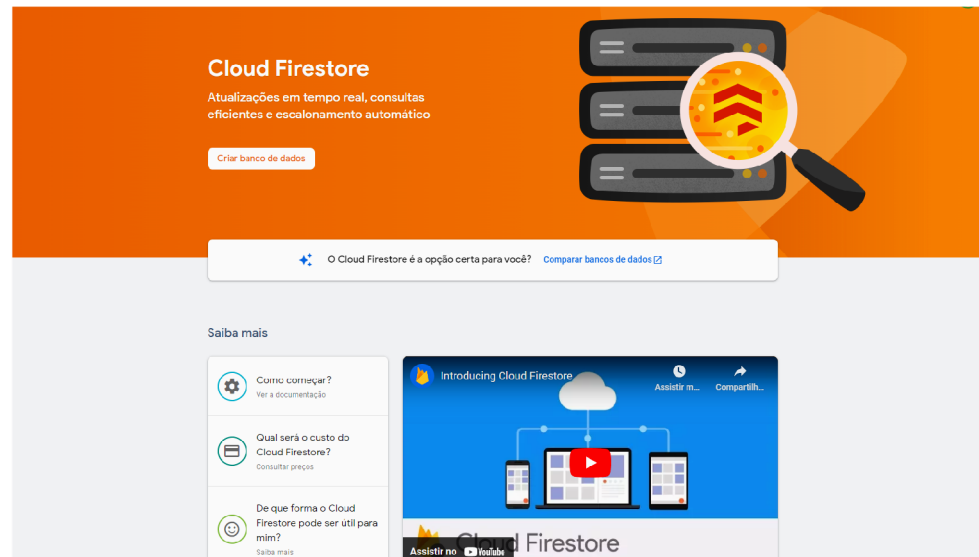 Cloud Firestore
Atualizações em tempo real, consultas
eficientes e escalonamento automático
Criar banco de dados
O Cloud Firestore é a opção certa para você? Comparar bancos de dados
Saiba mais
Como começar?
Ver a documentação
Qual será o custo do
Cloud Firestore?
Consultar preços
De que forma o Cloud
Firestore pode ser útil para
mim?
Saiba mais
Introducing Cloud Firestore
Assistir m...
Compartilh...
Cloud Firestore
Assistir no YouTube